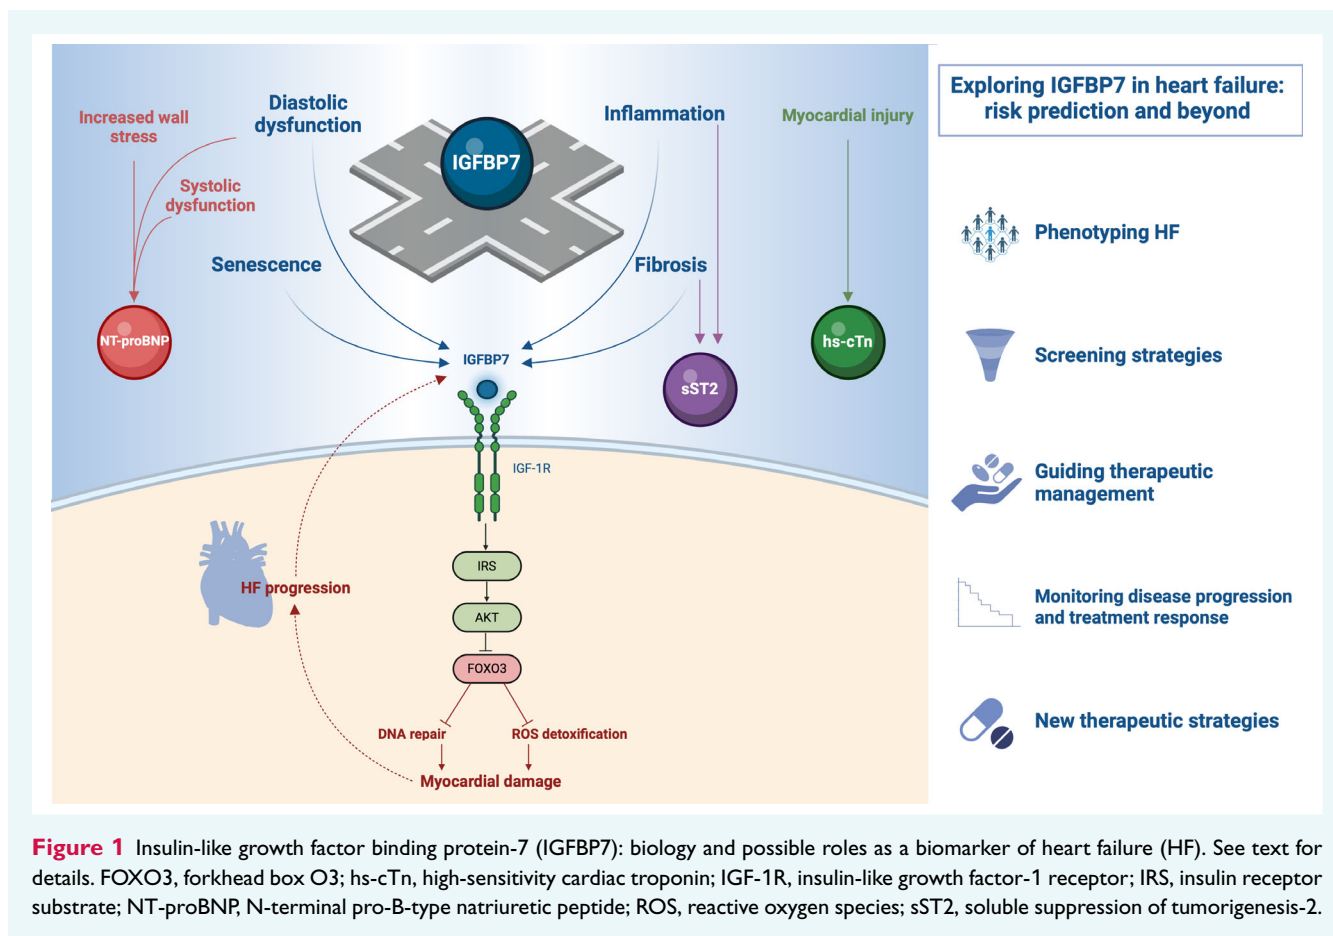 Increased wall
stress
Diastolic
dysfunction
Systolic
dysfunction
Senescence
NT-proBNP
IGFBP7
Inflammation
Fibrosis
Myocardial injury
hs-cTn
sST2
IGFBP7
IGF-1R
IRS
AKT
FOXO3
DNA repair
ROS detoxification
Myocardial damage
HF progression
Exploring IGFBP7 in heart failure:
risk prediction and beyond
Phenotyping HF
Screening strategies
Guiding therapeutic
management
Monitoring disease progression
and treatment response
New therapeutic strategies
Figure 1 Insulin-like growth factor binding protein-7 (IGFBP7): biology and possible roles as a biomarker of heart failure (HF). See text for
details. FOXO3, forkhead box O3; hs-cTn, high-sensitivity cardiac troponin; IGF-1R, insulin-like growth factor-1 receptor; IRS, insulin receptor
substrate; NT-proBNP, N-terminal pro-B-type natriuretic peptide; ROS, reactive oxygen species; sST2, soluble suppression of tumorigenesis-2.